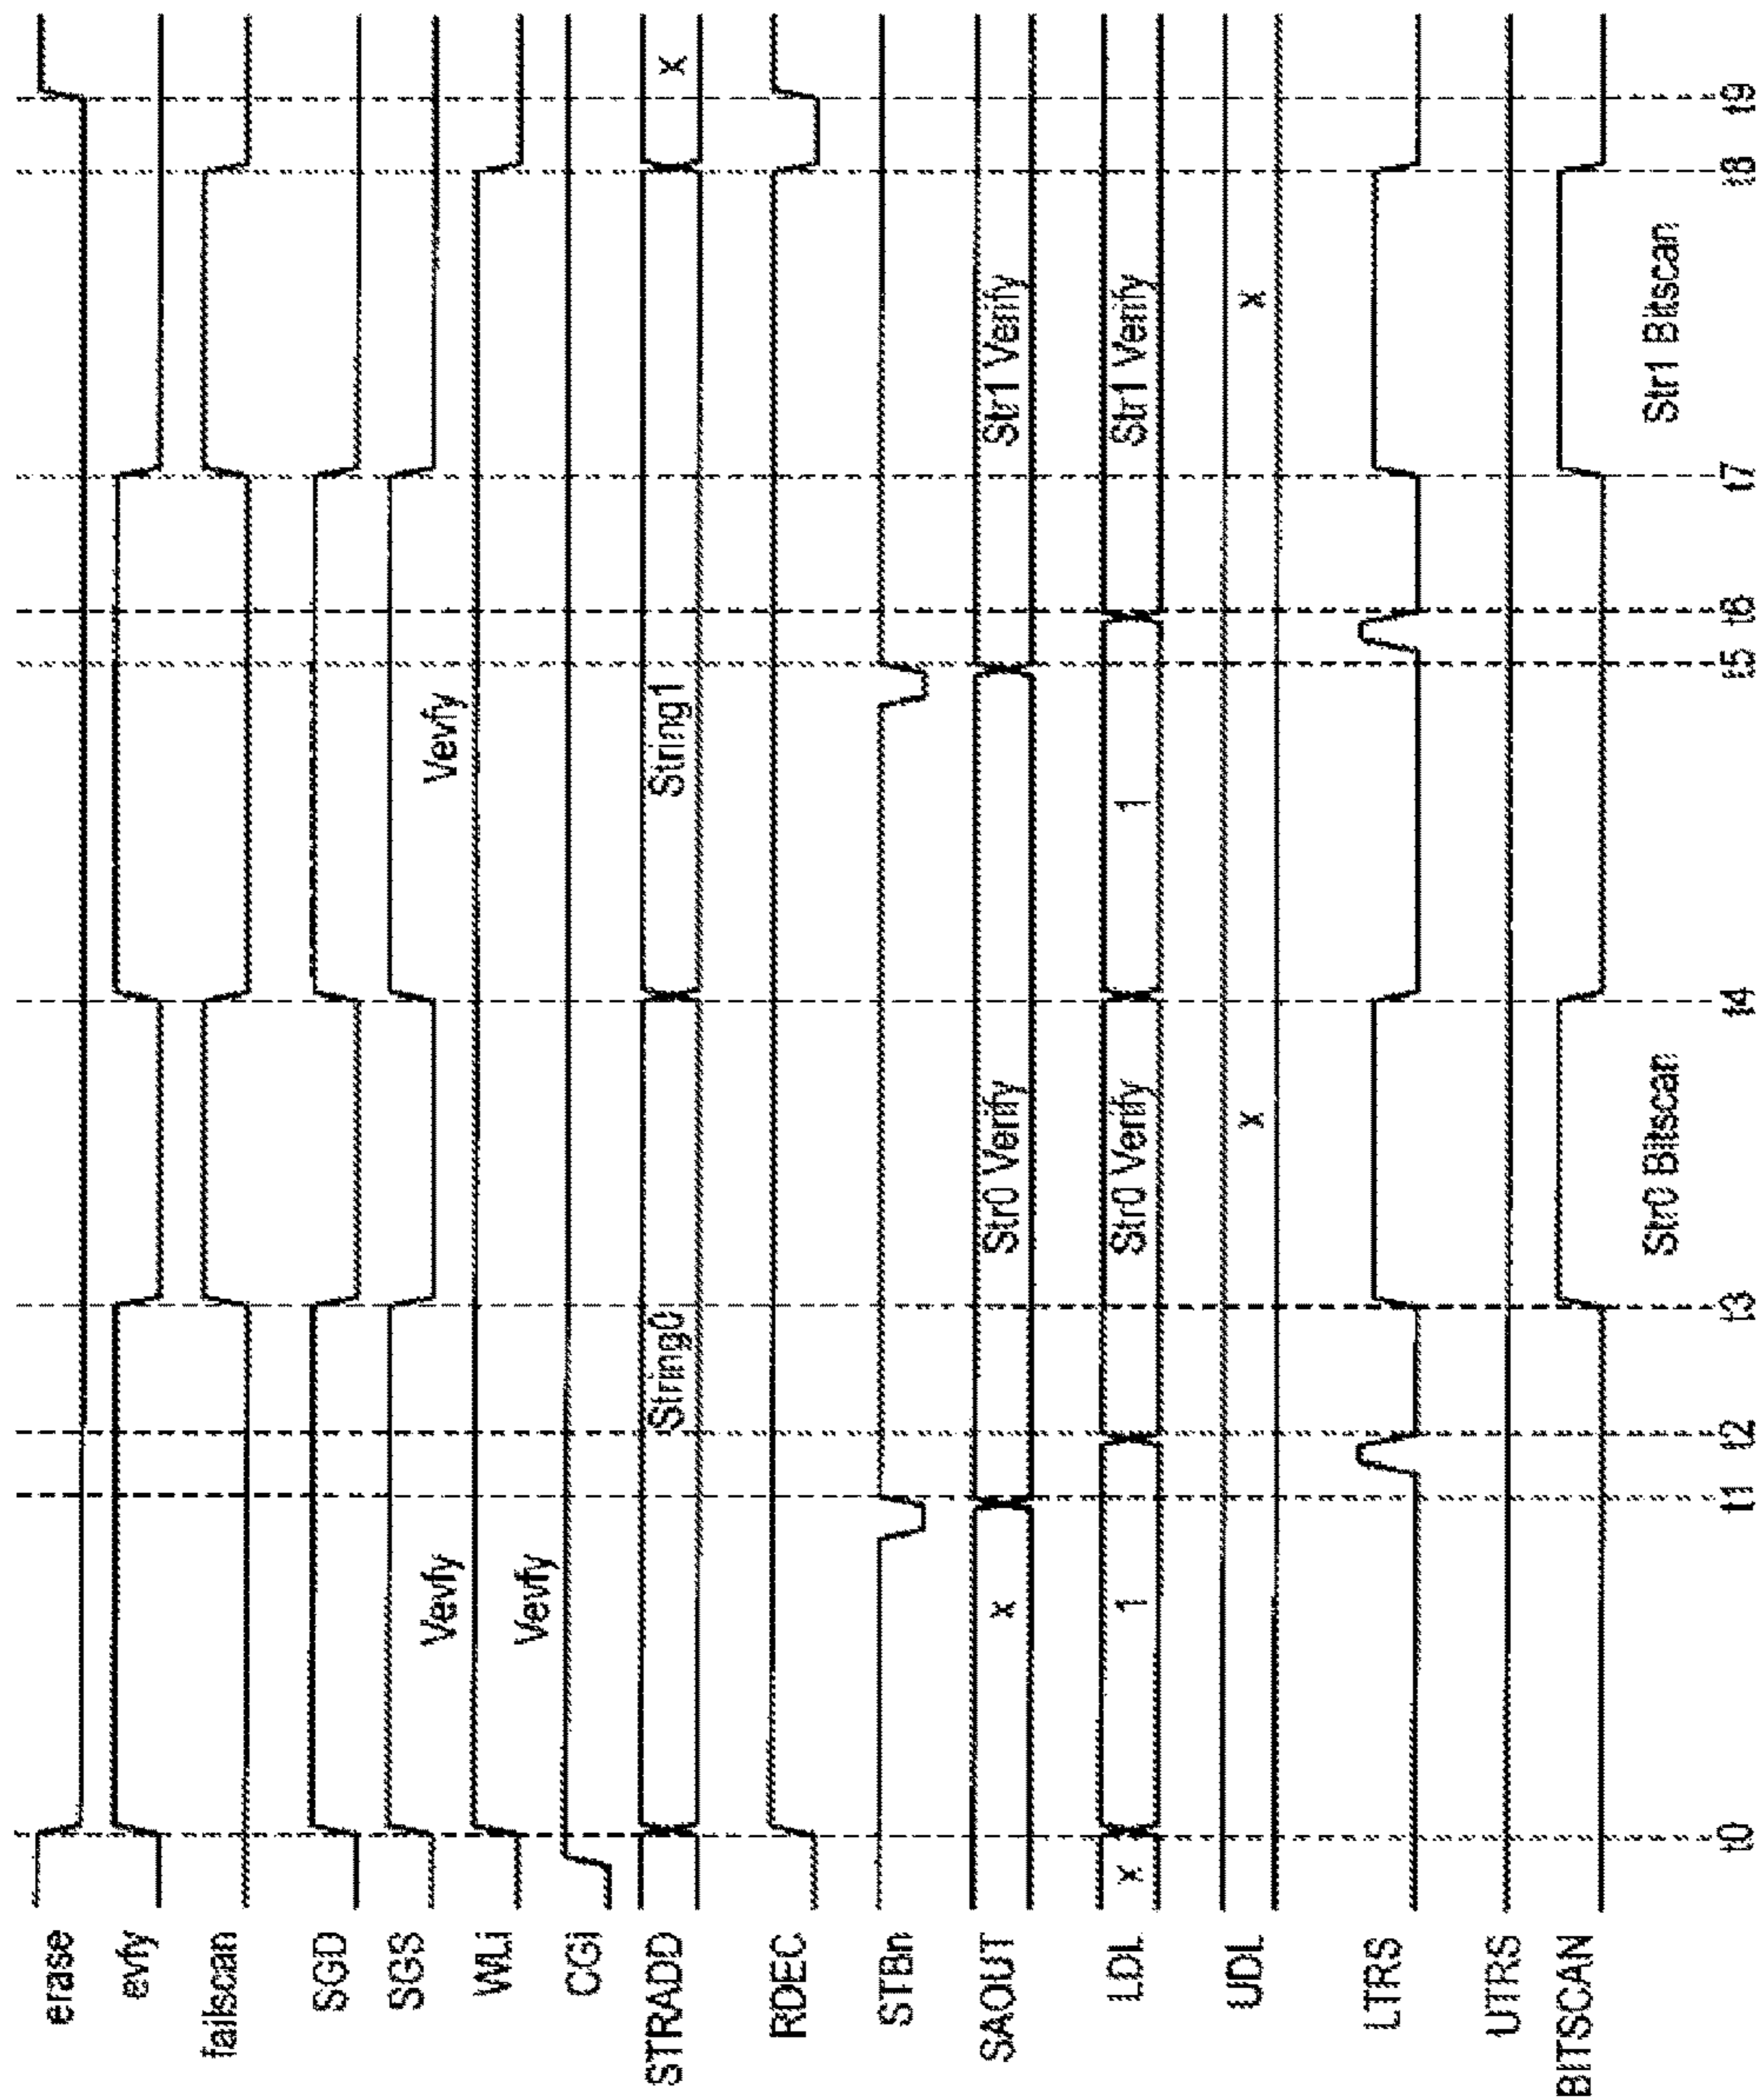 erase
evfy
failscan
SGD
SGS
Vevfy Vevfy
WLi
Vevfy
CGi
STRADD String0 String1 x
RDEC
STBn
SAOUT x Str0 Verify Str1 Verify
LDL x 1 Str0 Verify 1 Str1 Verify
UDL x x
LTRS
UTRS
BITSCAN
Str0 Bitscan Str1 Bitscan
t0 t1 t2 t3 t4 t5 t6 t7 t8 t9